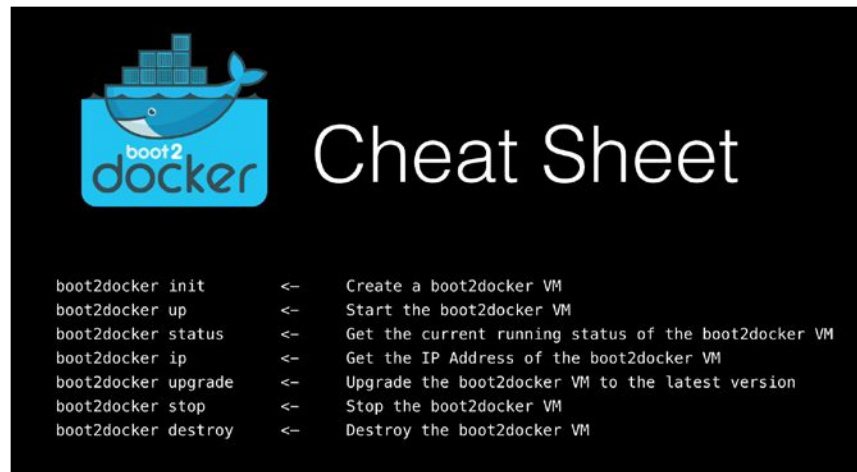 boot2
docker
Cheat Sheet
boot2docker init <- Create a boot2docker VM
boot2docker up <- Start the boot2docker VM
boot2docker status <- Get the current running status of the boot2docker VM
boot2docker ip <- Get the IP Address of the boot2docker VM
boot2docker upgrade <- Upgrade the boot2docker VM to the latest version
boot2docker stop <- Stop the boot2docker VM
boot2docker destroy <- Destroy the boot2docker VM